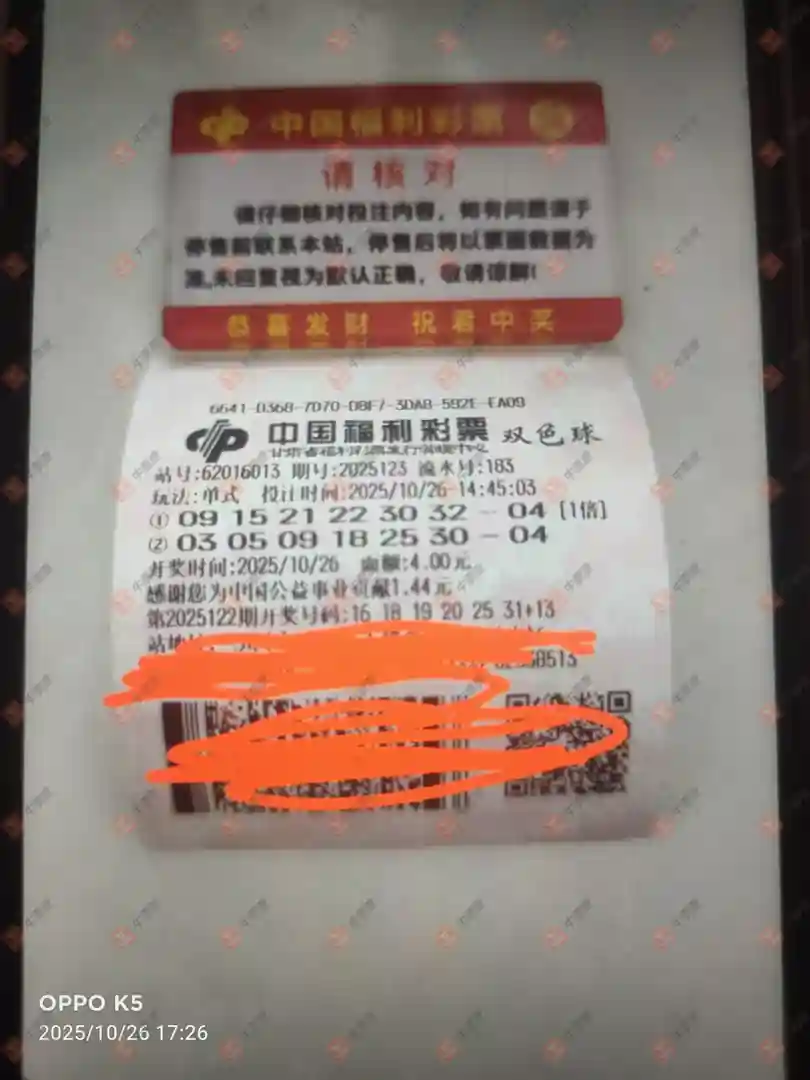 中国福利彩票
请核对
请仔细核对投注内容,如有问题请于
停售前联系本站,停售后将以票面数据为
准,未回复视为默认正确,敬请谅解!
恭喜发财 祝君中奖
6641-0368-7D70-DBF7-3DAB-592E-EA09
中国福利彩票 双色球
站号:62016013 期号:2025123 流水号:183
玩法:单式 投注时间:2025/10/26-14:45:03
① 09 15 21 22 30 32 - 04 [1倍]
② 03 05 09 18 25 30 - 04
开奖时间:2025/10/26 面额:4.00元
感谢您为中国公益事业贡献1.44元
第2025122期开奖号码:16 18 19 20 25 31+13
站地
8513
OPPO K5
2025/10/26 17:26